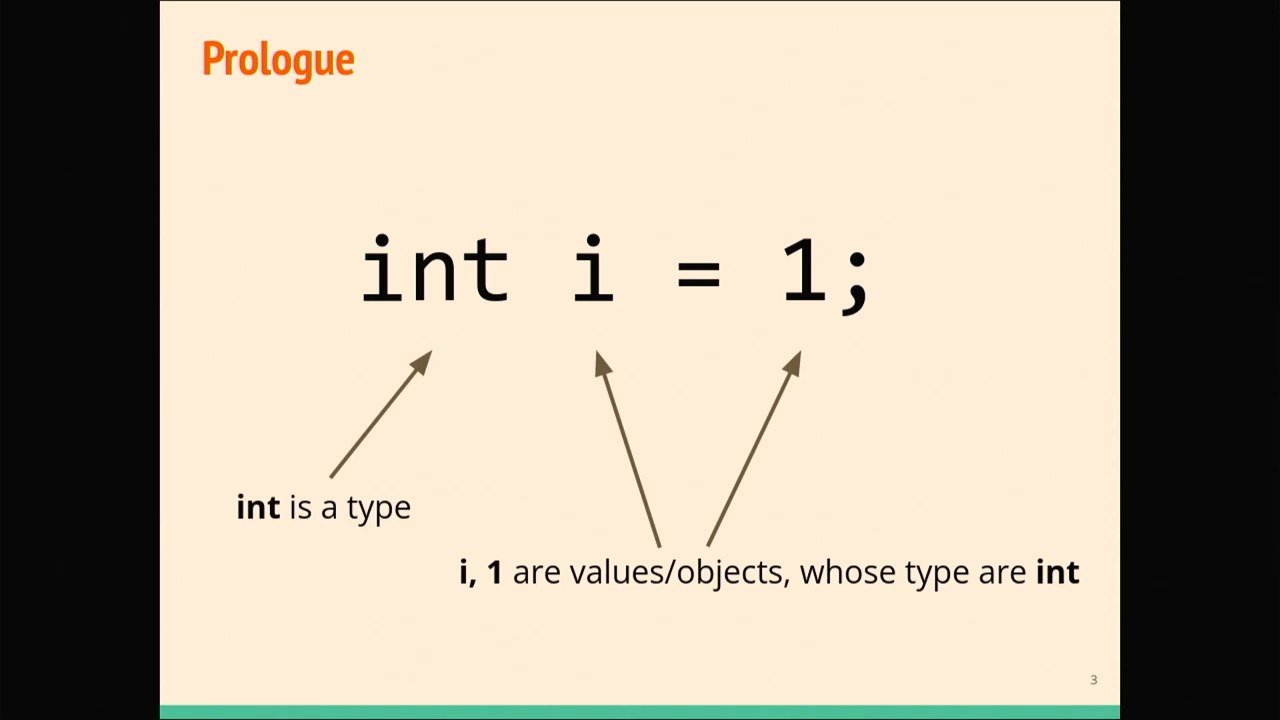 Prologue
int i = 1;
int is a type
i, 1 are values/objects, whose type are int
3